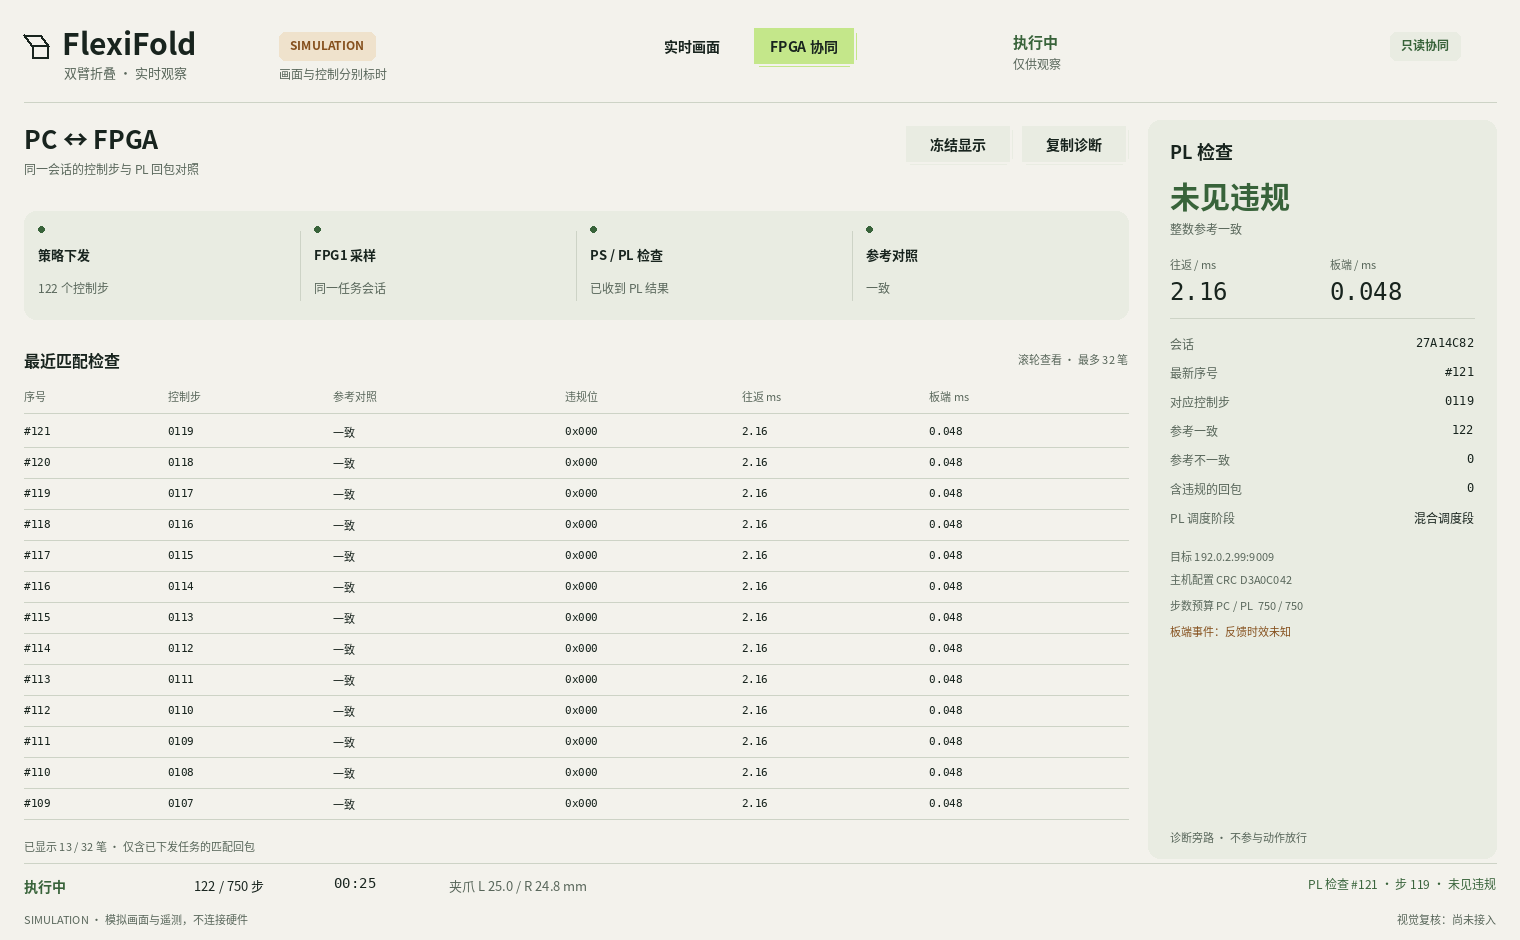 FlexiFold
双臂折叠 · 实时观察
SIMULATION
画面与控制分别标时
实时画面
FPGA 协同
执行中
仅供观察
只读协同
PC ↔ FPGA
同一会话的控制步与 PL 回包对照
冻结显示
复制诊断
策略下发
122 个控制步
FPG1 采样
同一任务会话
PS / PL 检查
已收到 PL 结果
参考对照
一致
最近匹配检查
滚轮查看 · 最多 32 笔
序号 控制步 参考对照 违规位 往返 ms 板端 ms
#121 0119 一致 0x000 2.16 0.048
#120 0118 一致 0x000 2.16 0.048
#119 0117 一致 0x000 2.16 0.048
#118 0116 一致 0x000 2.16 0.048
#117 0115 一致 0x000 2.16 0.048
#116 0114 一致 0x000 2.16 0.048
#115 0113 一致 0x000 2.16 0.048
#114 0112 一致 0x000 2.16 0.048
#113 0111 一致 0x000 2.16 0.048
#112 0110 一致 0x000 2.16 0.048
#111 0109 一致 0x000 2.16 0.048
#110 0108 一致 0x000 2.16 0.048
#109 0107 一致 0x000 2.16 0.048
已显示 13 / 32 笔 · 仅含已下发任务的匹配回包
PL 检查
未见违规
整数参考一致
往返 / ms 板端 / ms
2.16 0.048
会话 27A14C82
最新序号 #121
对应控制步 0119
参考一致 122
参考不一致 0
含违规的回包 0
PL 调度阶段 混合调度段
目标 192.0.2.99:9009
主机配置 CRC D3A0C042
步数预算 PC / PL 750 / 750
板端事件：反馈时效未知
诊断旁路 · 不参与动作放行
执行中 122 / 750 步 00:25 夹爪 L 25.0 / R 24.8 mm
PL 检查 #121 · 步 119 · 未见违规
SIMULATION · 模拟画面与遥测，不连接硬件
视觉复核：尚未接入